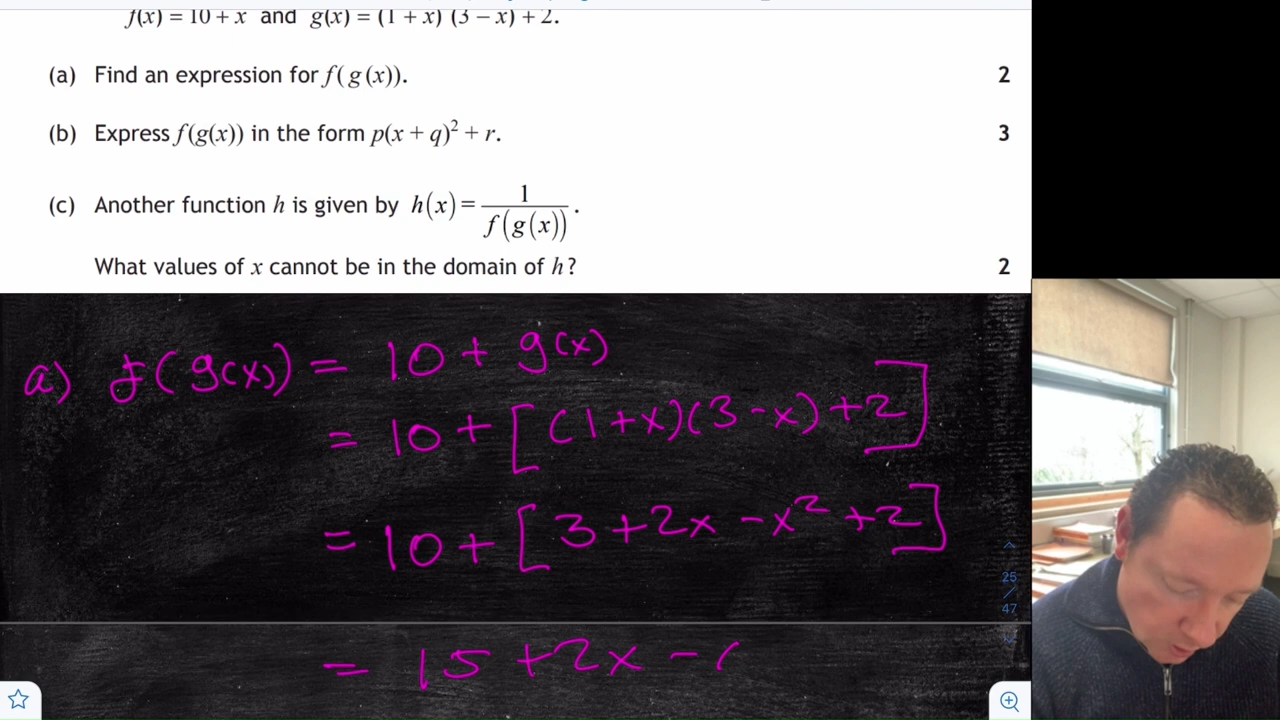 f(x) = 10 + x and g(x) = (1 + x) (3 − x) + 2.
(a) Find an expression for f(g(x)). 2
(b) Express f(g(x)) in the form p(x + q)² + r. 3
(c) Another function h is given by h(x) = 1 / f(g(x)) .
What values of x cannot be in the domain of h? 2
a) f(g(x)) = 10 + g(x)
= 10 + [(1+x)(3-x)+2]
= 10 + [3+2x-x²+2]
25
/
47
= 15 + 2x - (